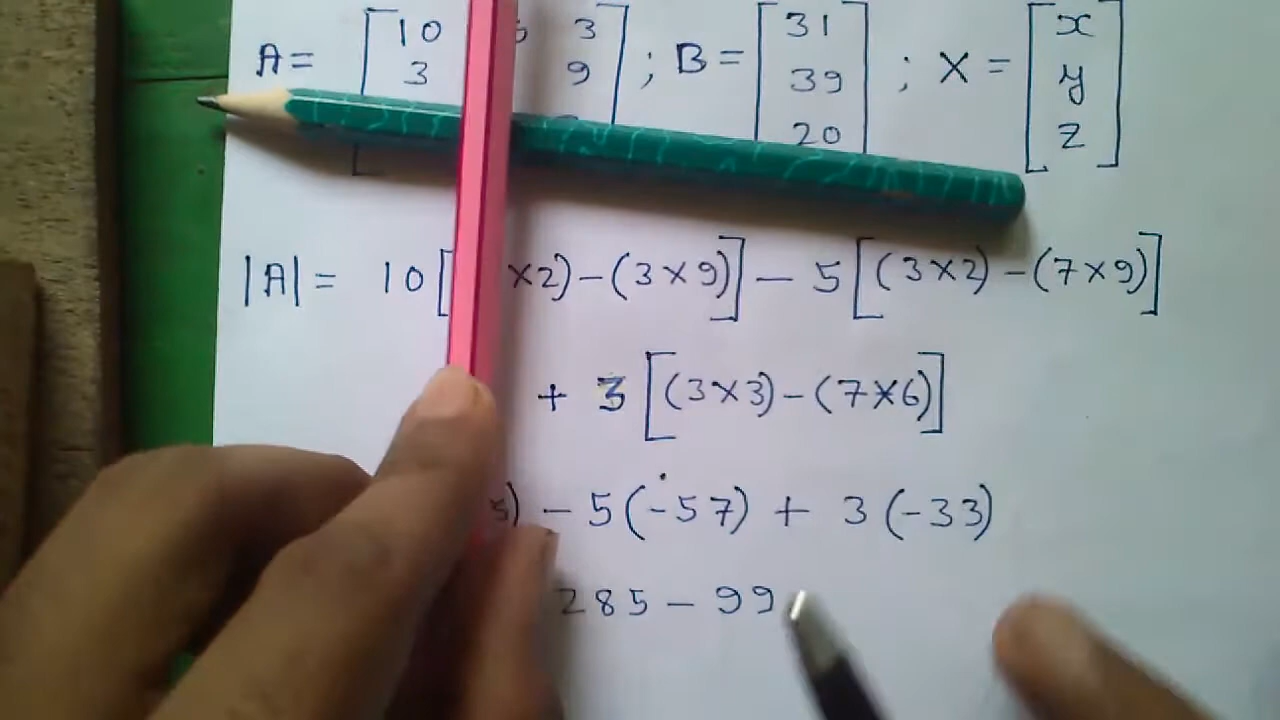 A = [10 3
3 9 ; B = [31 ; X = [x
39 y
20] z]
|A| = 10[ ×2)-(3×9)] - 5[(3×2)-(7×9)]
+ 3[(3×3)-(7×6)]
5) - 5(-57) + 3(-33)
285 - 99